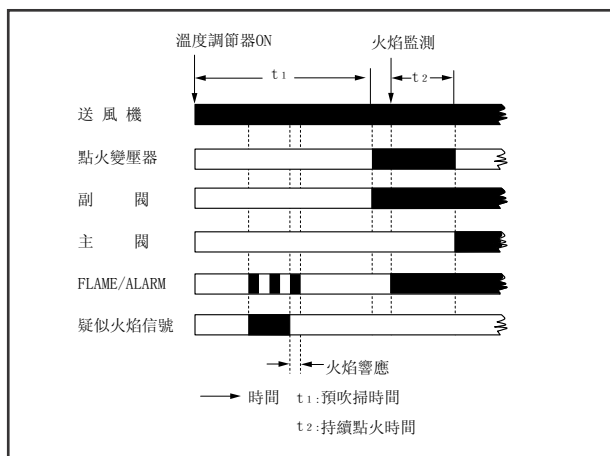 溫度調節器ON 火焰監測
t₁ t₂
送 風 機
點火變壓器
副 閥
主 閥
FLAME/ALARM
疑似火焰信號
火焰響應
時間 t₁:預吹掃時間
t₂:持續點火時間